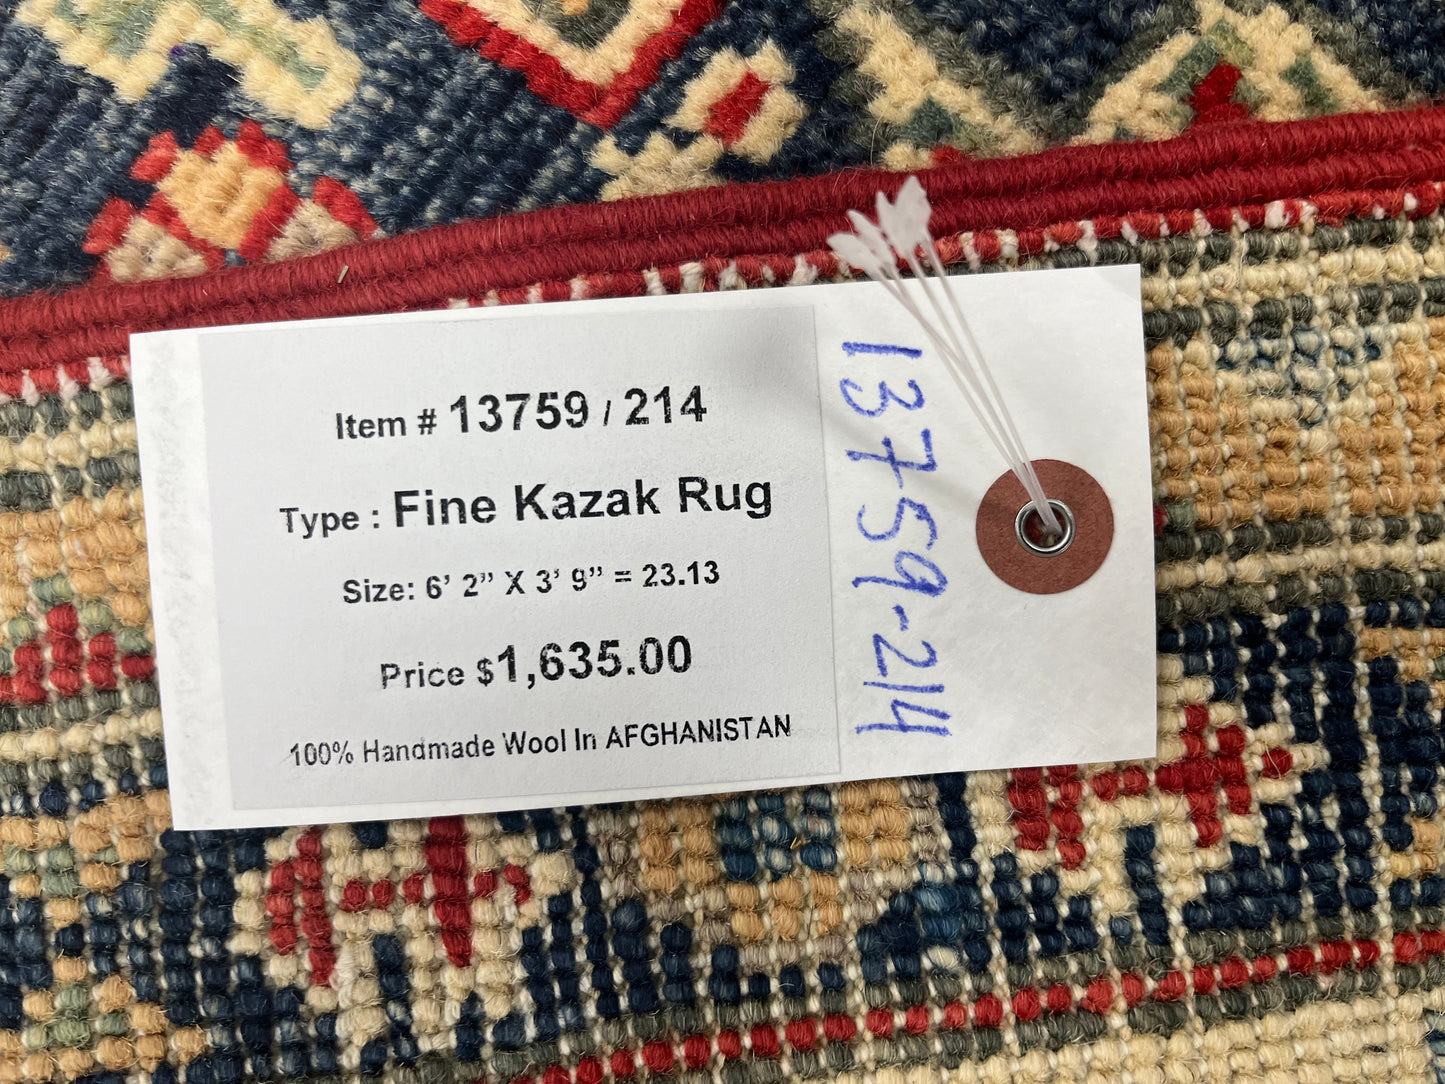 Item # 13759 / 214
Type : Fine Kazak Rug
Size: 6’ 2” X 3’ 9” = 23.13
Price $1,635.00
100% Handmade Wool In AFGHANISTAN
13759-214